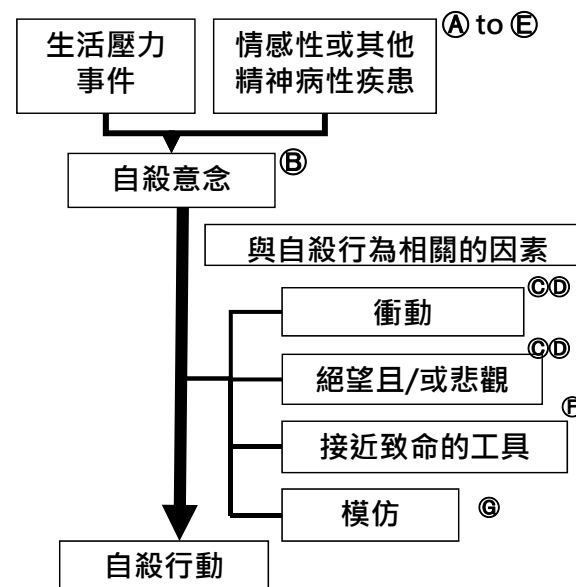 生活壓力
事件
情感性或其他
精神病性疾患
Ⓐ to Ⓔ
自殺意念
Ⓑ
與自殺行為相關的因素
衝動
ⒸⒹ
絕望且/或悲觀
ⒸⒹ
接近致命的工具
Ⓕ
模仿
Ⓖ
自殺行動